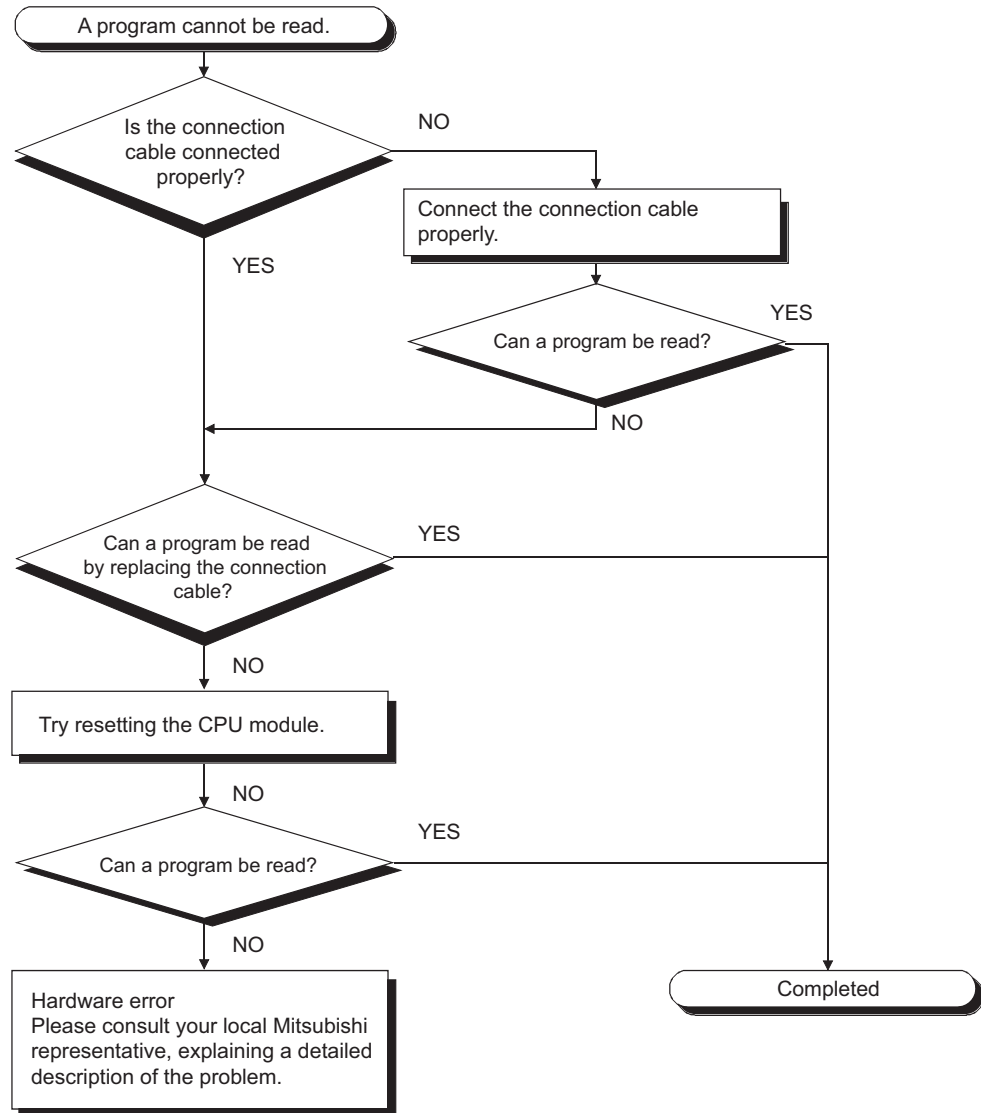 A program cannot be read.
Is the connection
cable connected
properly?
NO
Connect the connection cable
properly.
YES
Can a program be read?
YES
NO
Can a program be read
by replacing the connection
cable?
YES
NO
Try resetting the CPU module.
NO
Can a program be read?
YES
NO
Hardware error
Please consult your local Mitsubishi
representative, explaining a detailed
description of the problem.
Completed